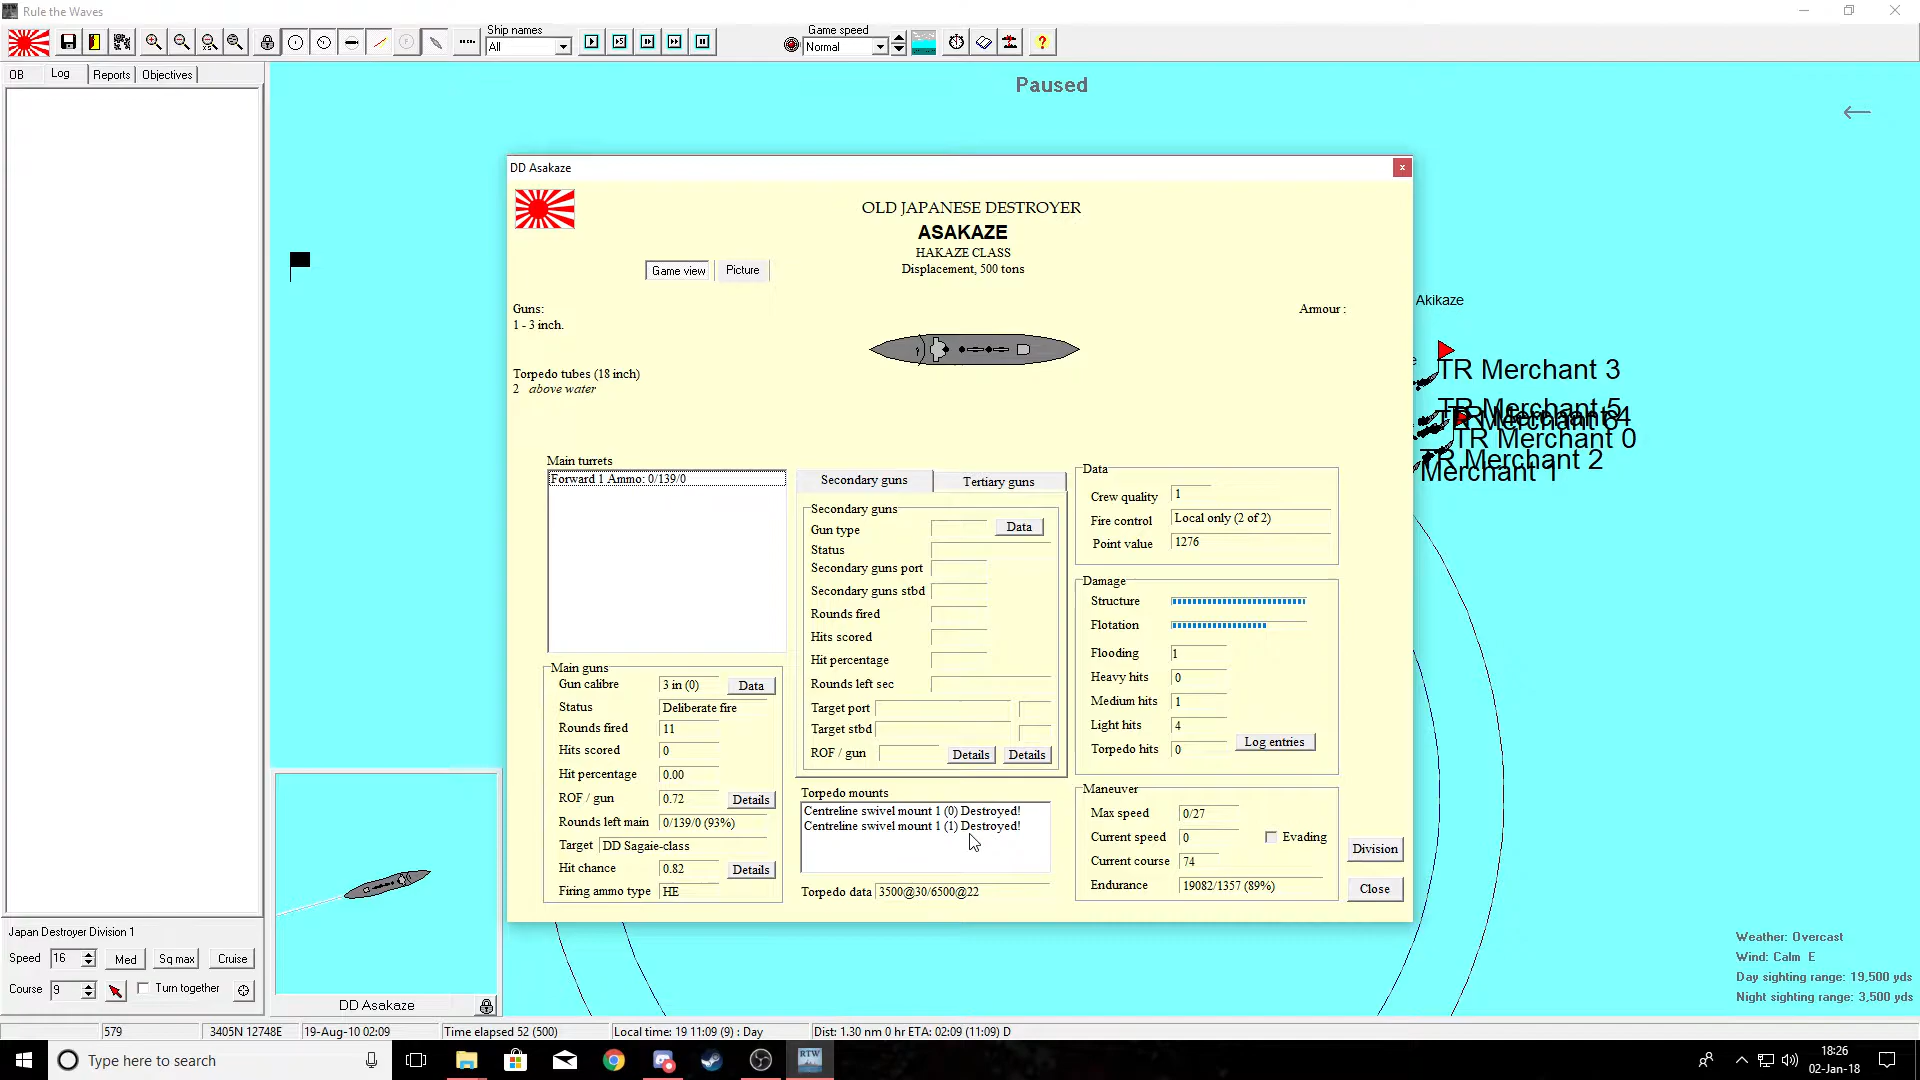 Rule the Waves
Ship names
All
Game speed
Normal
OB
Log
Reports
Objectives
Paused
DD Asakaze
OLD JAPANESE DESTROYER
ASAKAZE
HAKAZE CLASS
Displacement, 500 tons
Game view
Picture
Guns:
1 - 3 inch.
Armour :
Torpedo tubes (18 inch)
2 above water
Akikaze
TR Merchant 3
TR Merchant 5
TR Merchant 0
TR Merchant 2
Merchant 1
Main turrets
Forward 1 Ammo: 0/139/0
Main guns
Gun calibre 3 in (0) Data
Status Deliberate fire
Rounds fired 11
Hits scored 0
Hit percentage 0.00
ROF / gun 0.72 Details
Rounds left main 0/139/0 (93%)
Target DD Sagaie-class
Hit chance 0.82 Details
Firing ammo type HE
Secondary guns
Tertiary guns
Secondary guns
Gun type Data
Status
Secondary guns port
Secondary guns stbd
Rounds fired
Hits scored
Hit percentage
Rounds left sec
Target port
Target stbd
ROF / gun Details Details
Torpedo mounts
Centreline swivel mount 1 (0) Destroyed!
Centreline swivel mount 1 (1) Destroyed!
Torpedo data 3500@30/6500@22
Data
Crew quality 1
Fire control Local only (2 of 2)
Point value 1276
Damage
Structure
Flotation
Flooding 1
Heavy hits 0
Medium hits 1
Light hits 4
Torpedo hits 0
Log entries
Maneuver
Max speed 0/27
Current speed 0
Evading
Current course 74
Endurance 19082/1357 (89%)
Division
Close
Japan Destroyer Division 1
Speed 16 Med Sq max Cruise
Course 9 Turn together
DD Asakaze
Weather: Overcast
Wind: Calm E
Day sighting range: 19,500 yds
Night sighting range: 3,500 yds
579
3405N 12748E
19-Aug-10 02:09
Time elapsed 52 (500)
Local time: 19 11:09 (9) : Day
Dist: 1.30 nm 0 hr ETA: 02:09 (11:09) D
Type here to search
RTW
18:26
02-Jan-18